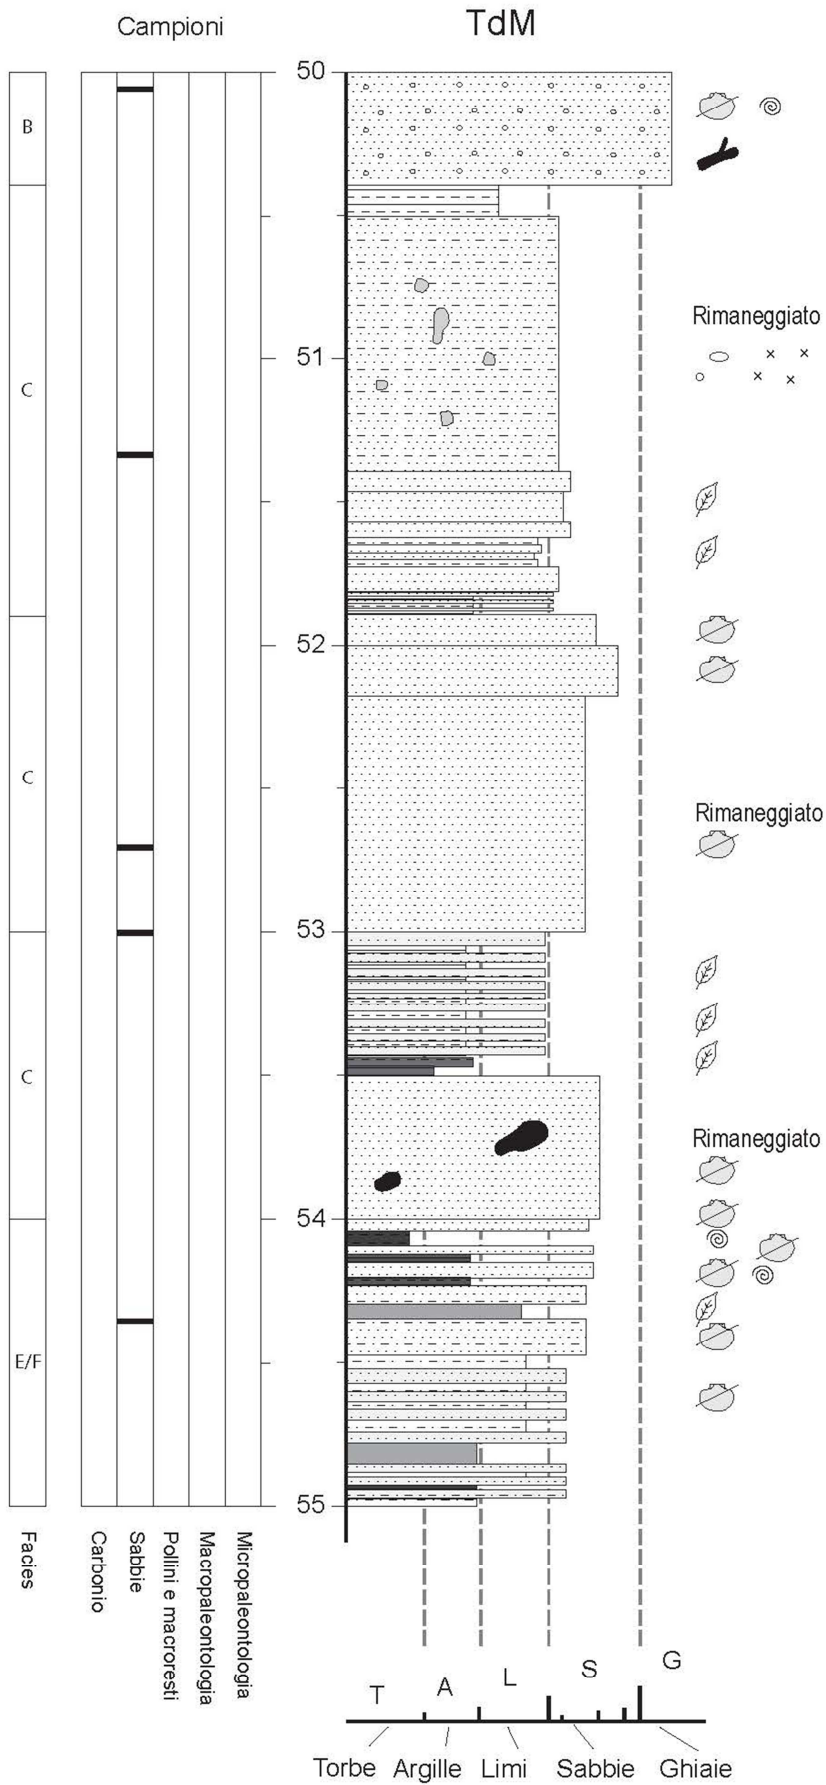 Campioni
TdM
50
B
Rimaneggiato
51
C
52
C
Rimaneggiato
53
C
Rimaneggiato
54
E/F
55
Facies
Carbonio
Sabbie
Pollini e macroresti
Macropaleontologia
Micropaleontologia
T A L S G
Torbe Argille Limi Sabbie Ghiaie